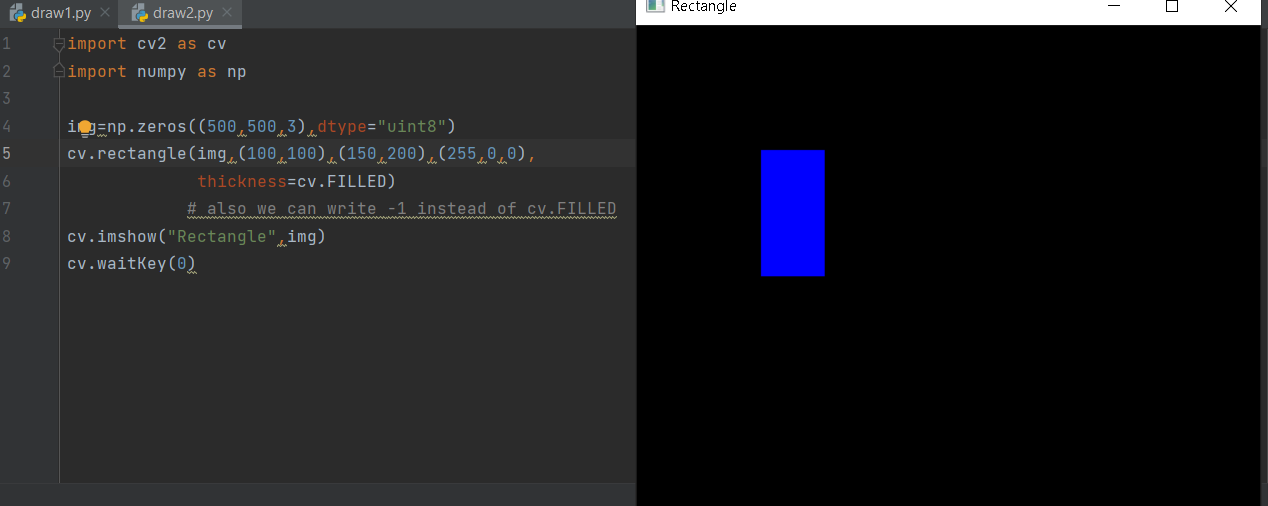 draw1.py draw2.py
Rectangle
1 import cv2 as cv
2 import numpy as np
3
4 img=np.zeros((500,500,3),dtype="uint8")
5 cv.rectangle(img,(100,100),(150,200),(255,0,0),
6 thickness=cv.FILLED)
7 # also we can write -1 instead of cv.FILLED
8 cv.imshow("Rectangle",img)
9 cv.waitKey(0)